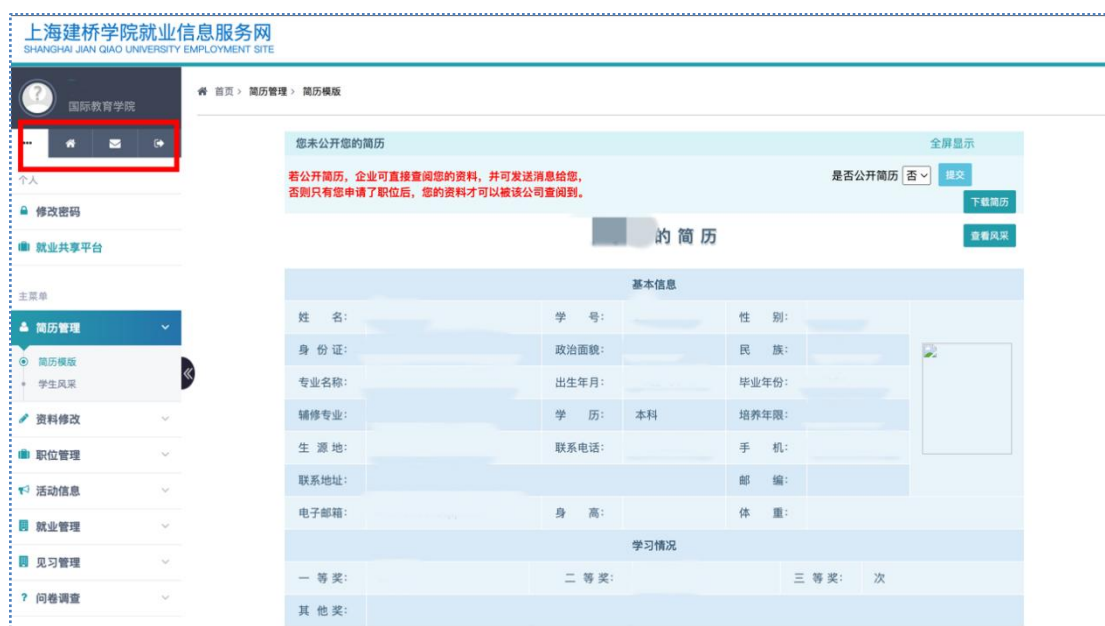 上海建桥学院就业信息服务网
SHANGHAI JIAN QIAO UNIVERSITY EMPLOYMENT SITE
国际教育学院
首页 > 简历管理 > 简历模版
个人
修改密码
就业共享平台
主菜单
简历管理
简历模版
学生风采
资料修改
职位管理
活动信息
就业管理
见习管理
问卷调查
您未公开您的简历 全屏显示
若公开简历，企业可直接查阅您的资料，并可发送消息给您，
否则只有您申请了职位后，您的资料才可以被该公司查阅到。
是否公开简历 否 提交
下载简历
的 简 历
查看风采
基本信息
姓 名： 学 号： 性 别：
身 份 证： 政治面貌： 民 族：
专业名称： 出生年月： 毕业年份：
辅修专业： 学 历： 本科 培养年限：
生 源 地： 联系电话： 手 机：
联系地址： 邮 编：
电子邮箱： 身 高： 体 重：
学习情况
一 等 奖： 二 等 奖： 三 等 奖： 次
其 他 奖：